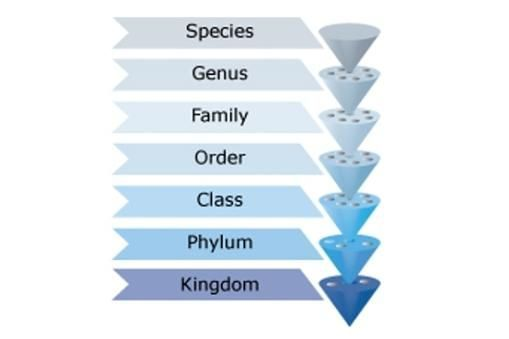 Species
Genus
Family
Order
Class
Phylum
Kingdom